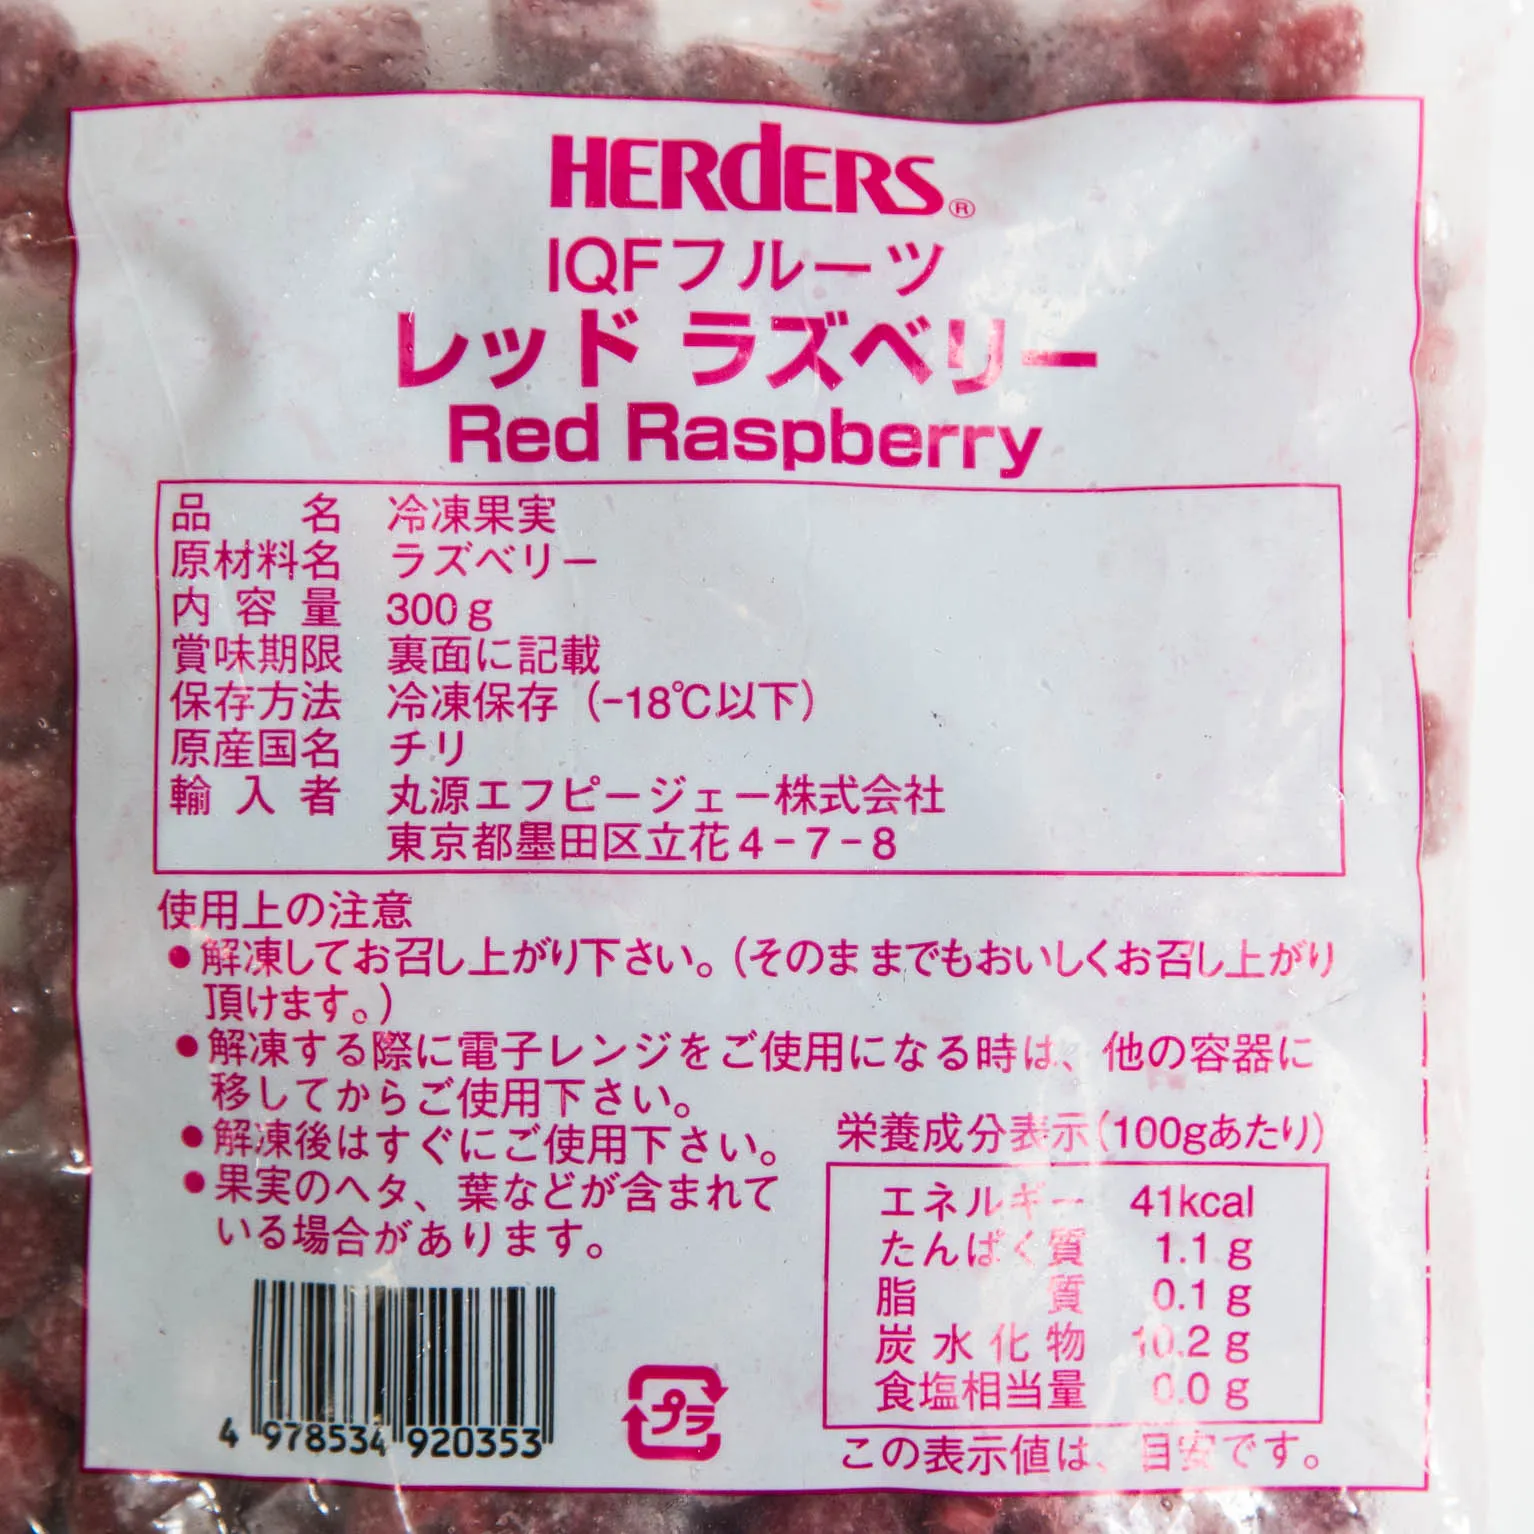 HERdERS®
IQFフルーツ
レッド ラズベリー
Red Raspberry
品名 冷凍果実
原材料名 ラズベリー
内容量 300g
賞味期限 裏面に記載
保存方法 冷凍保存（-18℃以下）
原産国名 チリ
輸入者 丸源エフピージェー株式会社
東京都墨田区立花4-7-8
使用上の注意
●解凍してお召し上がり下さい。（そのままでもおいしくお召し上がり
頂けます。）
●解凍する際に電子レンジをご使用になる時は、他の容器に
移してからご使用下さい。
●解凍後はすぐにご使用下さい。
●果実のヘタ、葉などが含まれて
いる場合があります。
栄養成分表示（100gあたり）
エネルギー 41kcal
たんぱく質 1.1g
脂質 0.1g
炭水化物 10.2g
食塩相当量 0.0g
この表示値は、目安です。
プラ
4 978534 920353